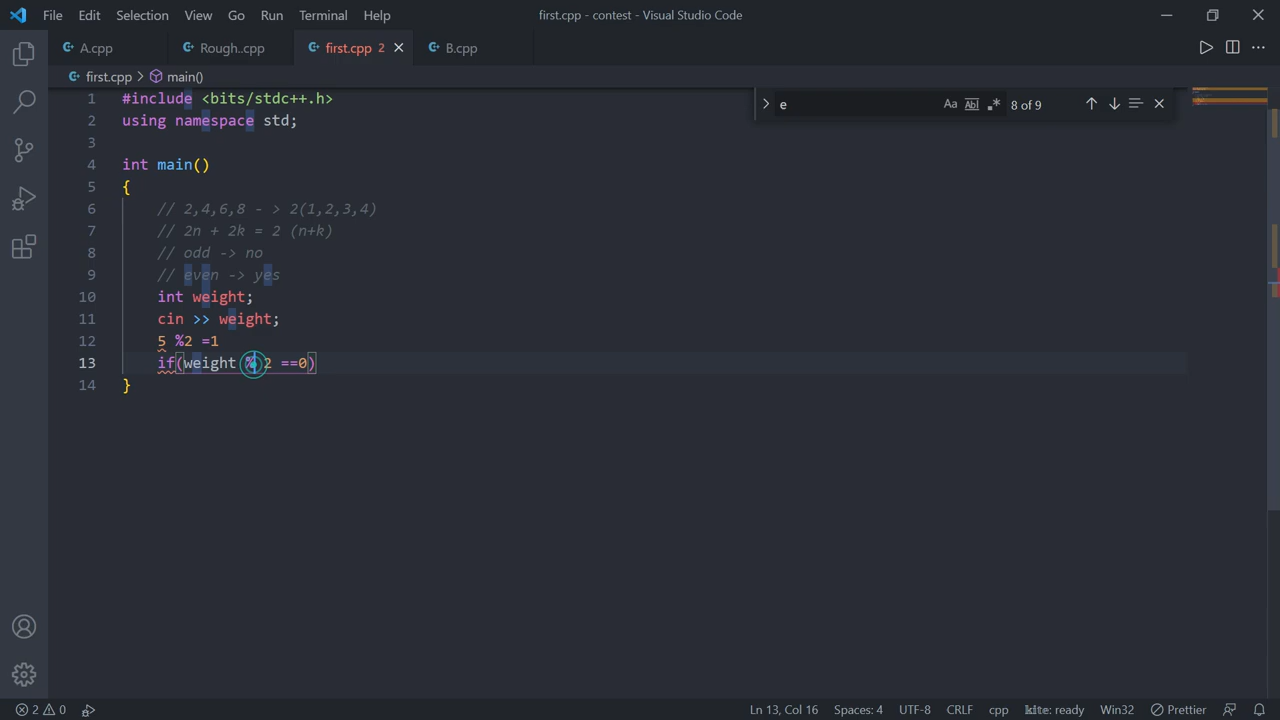 File Edit Selection View Go Run Terminal Help first.cpp - contest - Visual Studio Code
A.cpp Rough..cpp first.cpp 2 B.cpp
first.cpp > main()
e Aa Abl .* 8 of 9
1 #include <bits/stdc++.h>
2 using namespace std;
3
4 int main()
5 {
6 // 2,4,6,8 - > 2(1,2,3,4)
7 // 2n + 2k = 2 (n+k)
8 // odd -> no
9 // even -> yes
10 int weight;
11 cin >> weight;
12 5 %2 =1
13 if(weight % 2 ==0)
14 }
2 0 Ln 13, Col 16 Spaces: 4 UTF-8 CRLF cpp kite: ready Win32 Prettier